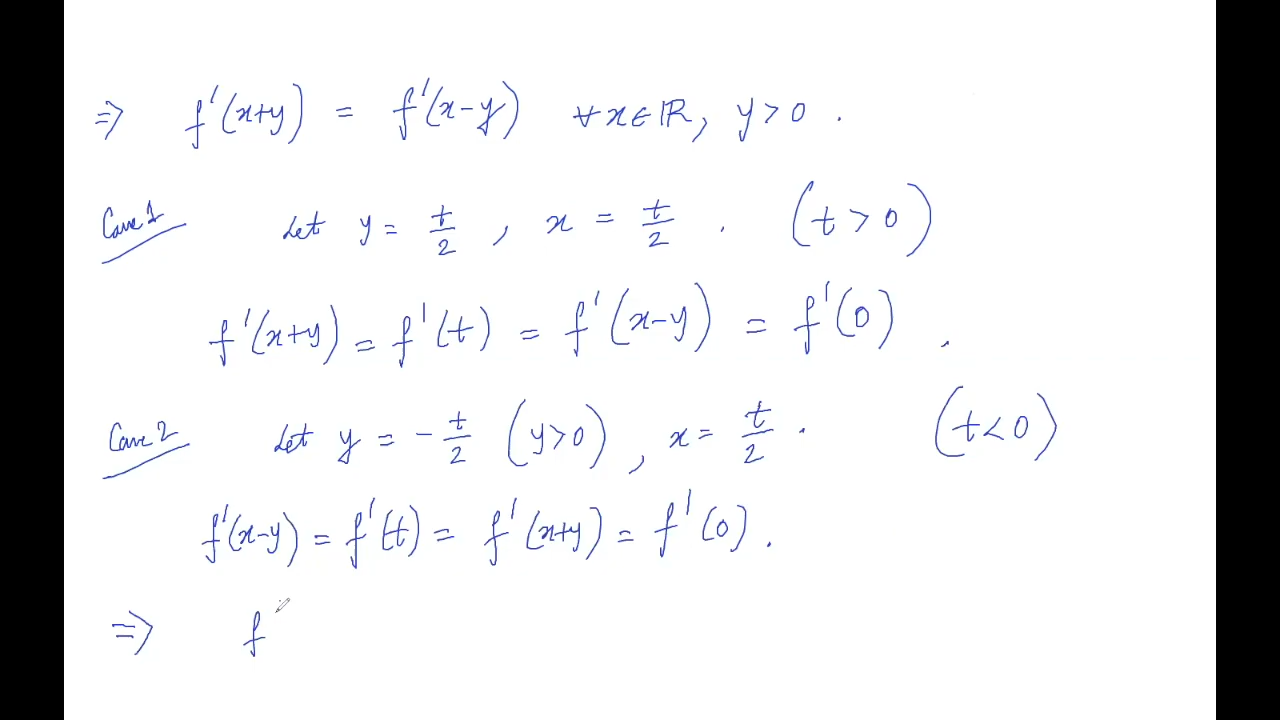 ⇒ f'(x+y) = f'(x-y) ∀x∈ℝ, y>0.
Case 1 Let y = t/2, x = t/2. (t>0)
f'(x+y) = f'(t) = f'(x-y) = f'(0).
Case 2 Let y = -t/2 (y>0), x = t/2. (t<0)
f'(x-y) = f'(t) = f'(x+y) = f'(0).
⇒ f